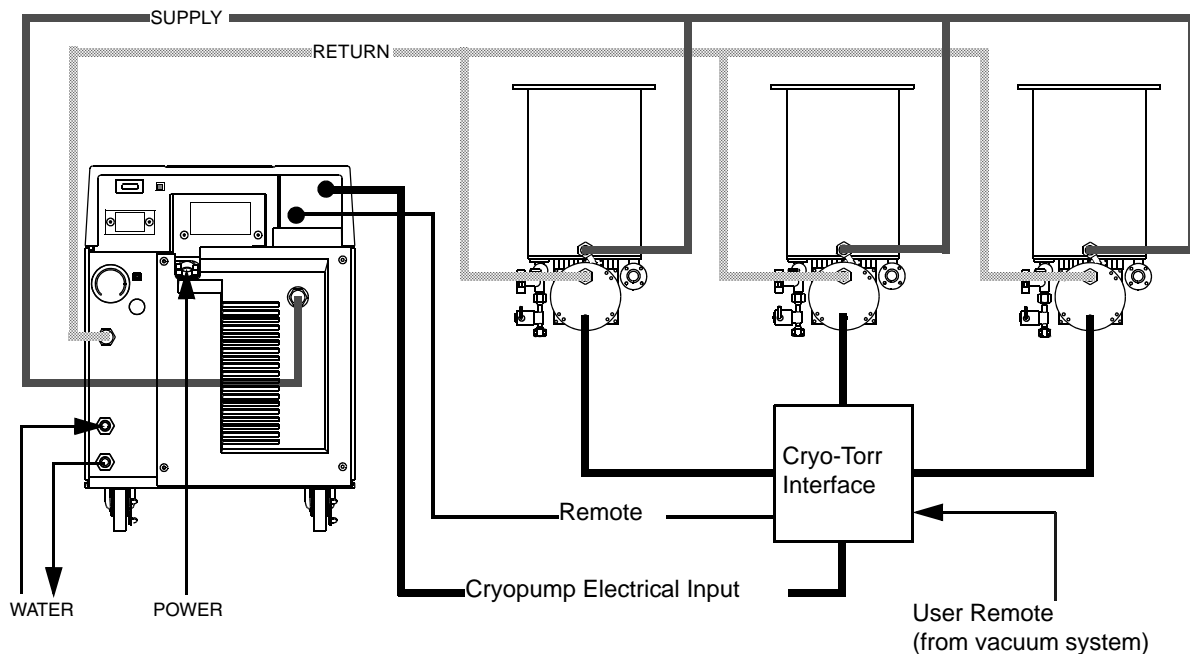 SUPPLY
RETURN
Cryo-Torr
Interface
Remote
Cryopump Electrical Input
WATER
POWER
User Remote
(from vacuum system)